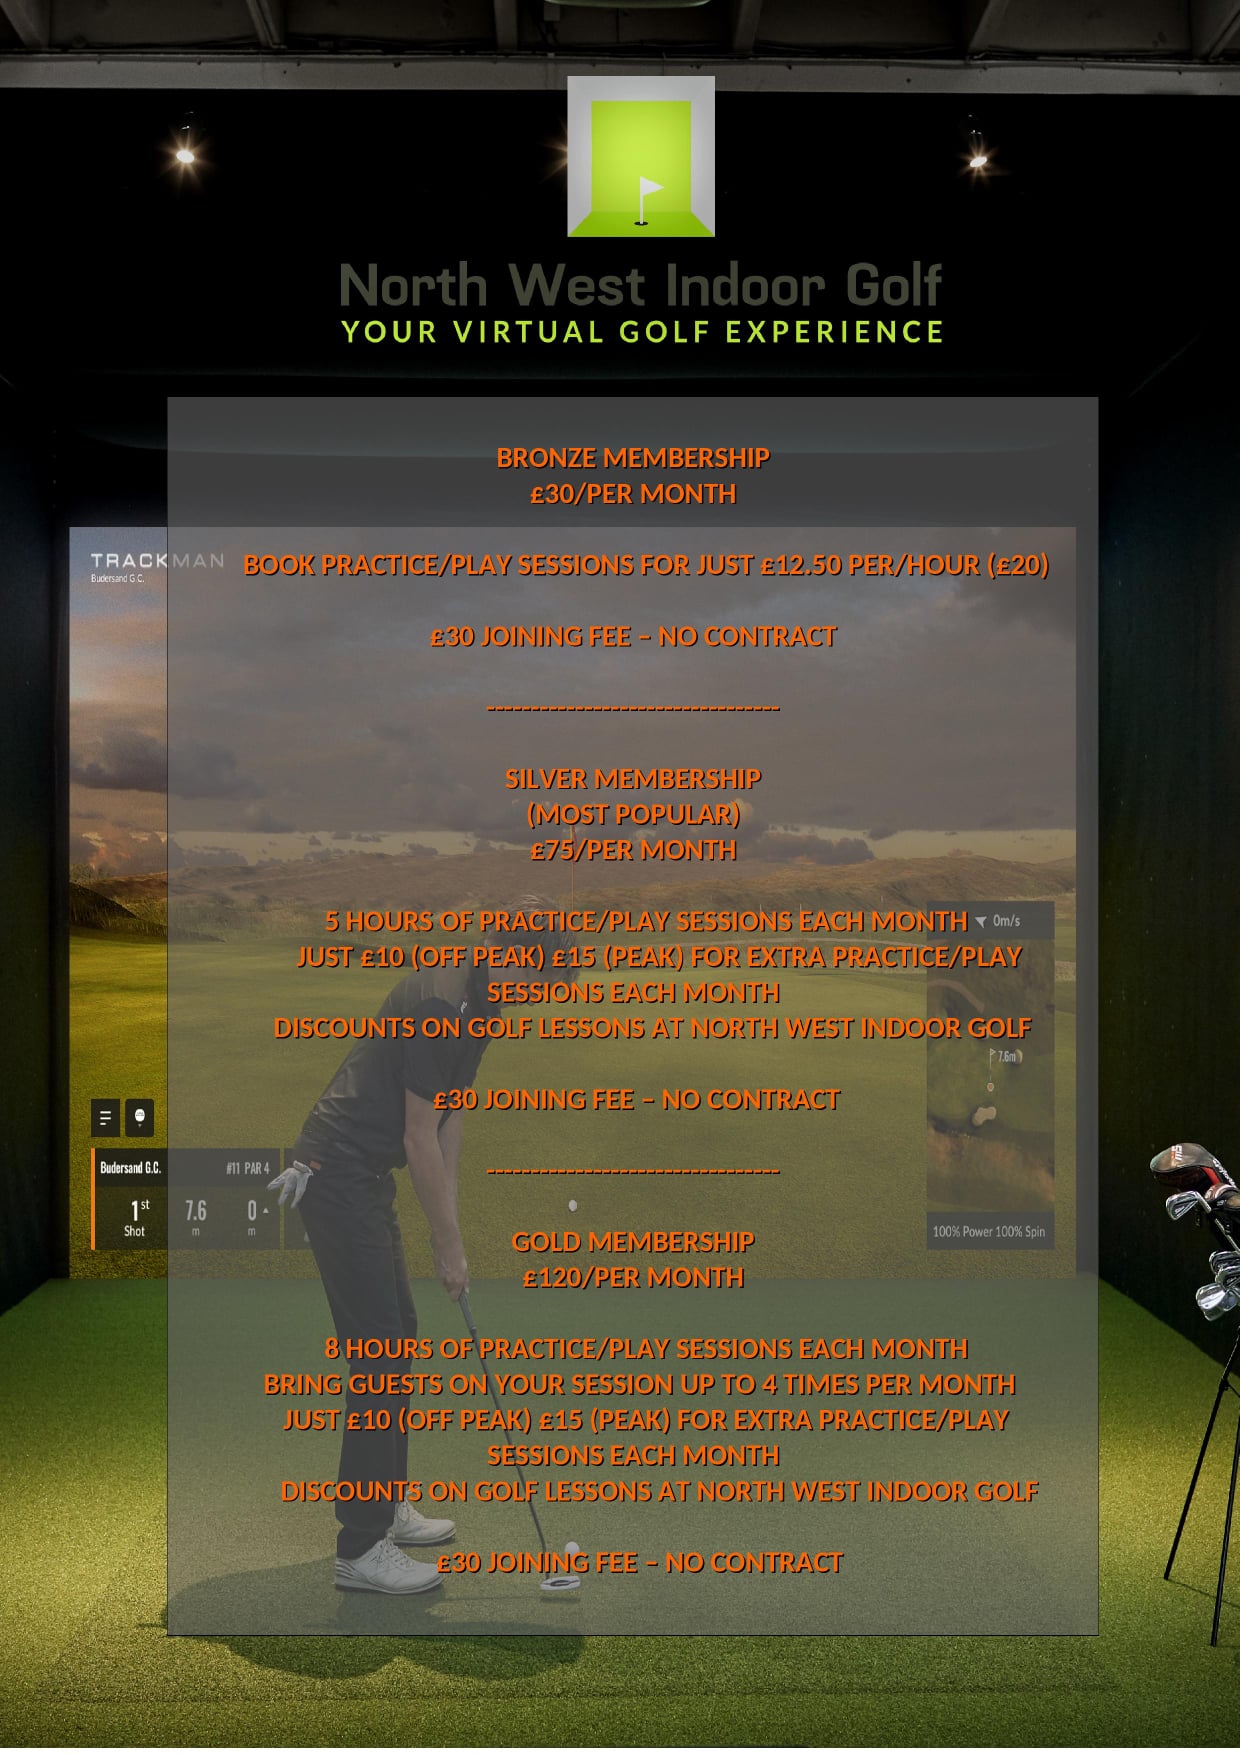 North West Indoor Golf
YOUR VIRTUAL GOLF EXPERIENCE
BRONZE MEMBERSHIP
£30/PER MONTH
TRACKMAN
Budersand G.C.
BOOK PRACTICE/PLAY SESSIONS FOR JUST £12.50 PER/HOUR (£20)
£30 JOINING FEE – NO CONTRACT
--------------------------------
SILVER MEMBERSHIP
(MOST POPULAR)
£75/PER MONTH
5 HOURS OF PRACTICE/PLAY SESSIONS EACH MONTH
0m/s
JUST £10 (OFF PEAK) £15 (PEAK) FOR EXTRA PRACTICE/PLAY
SESSIONS EACH MONTH
DISCOUNTS ON GOLF LESSONS AT NORTH WEST INDOOR GOLF
7.6m
£30 JOINING FEE – NO CONTRACT
--------------------------------
Budersand G.C. #11 PAR 4
1st 7.6 0
Shot m m
100% Power 100% Spin
GOLD MEMBERSHIP
£120/PER MONTH
8 HOURS OF PRACTICE/PLAY SESSIONS EACH MONTH
BRING GUESTS ON YOUR SESSION UP TO 4 TIMES PER MONTH
JUST £10 (OFF PEAK) £15 (PEAK) FOR EXTRA PRACTICE/PLAY
SESSIONS EACH MONTH
DISCOUNTS ON GOLF LESSONS AT NORTH WEST INDOOR GOLF
£30 JOINING FEE – NO CONTRACT